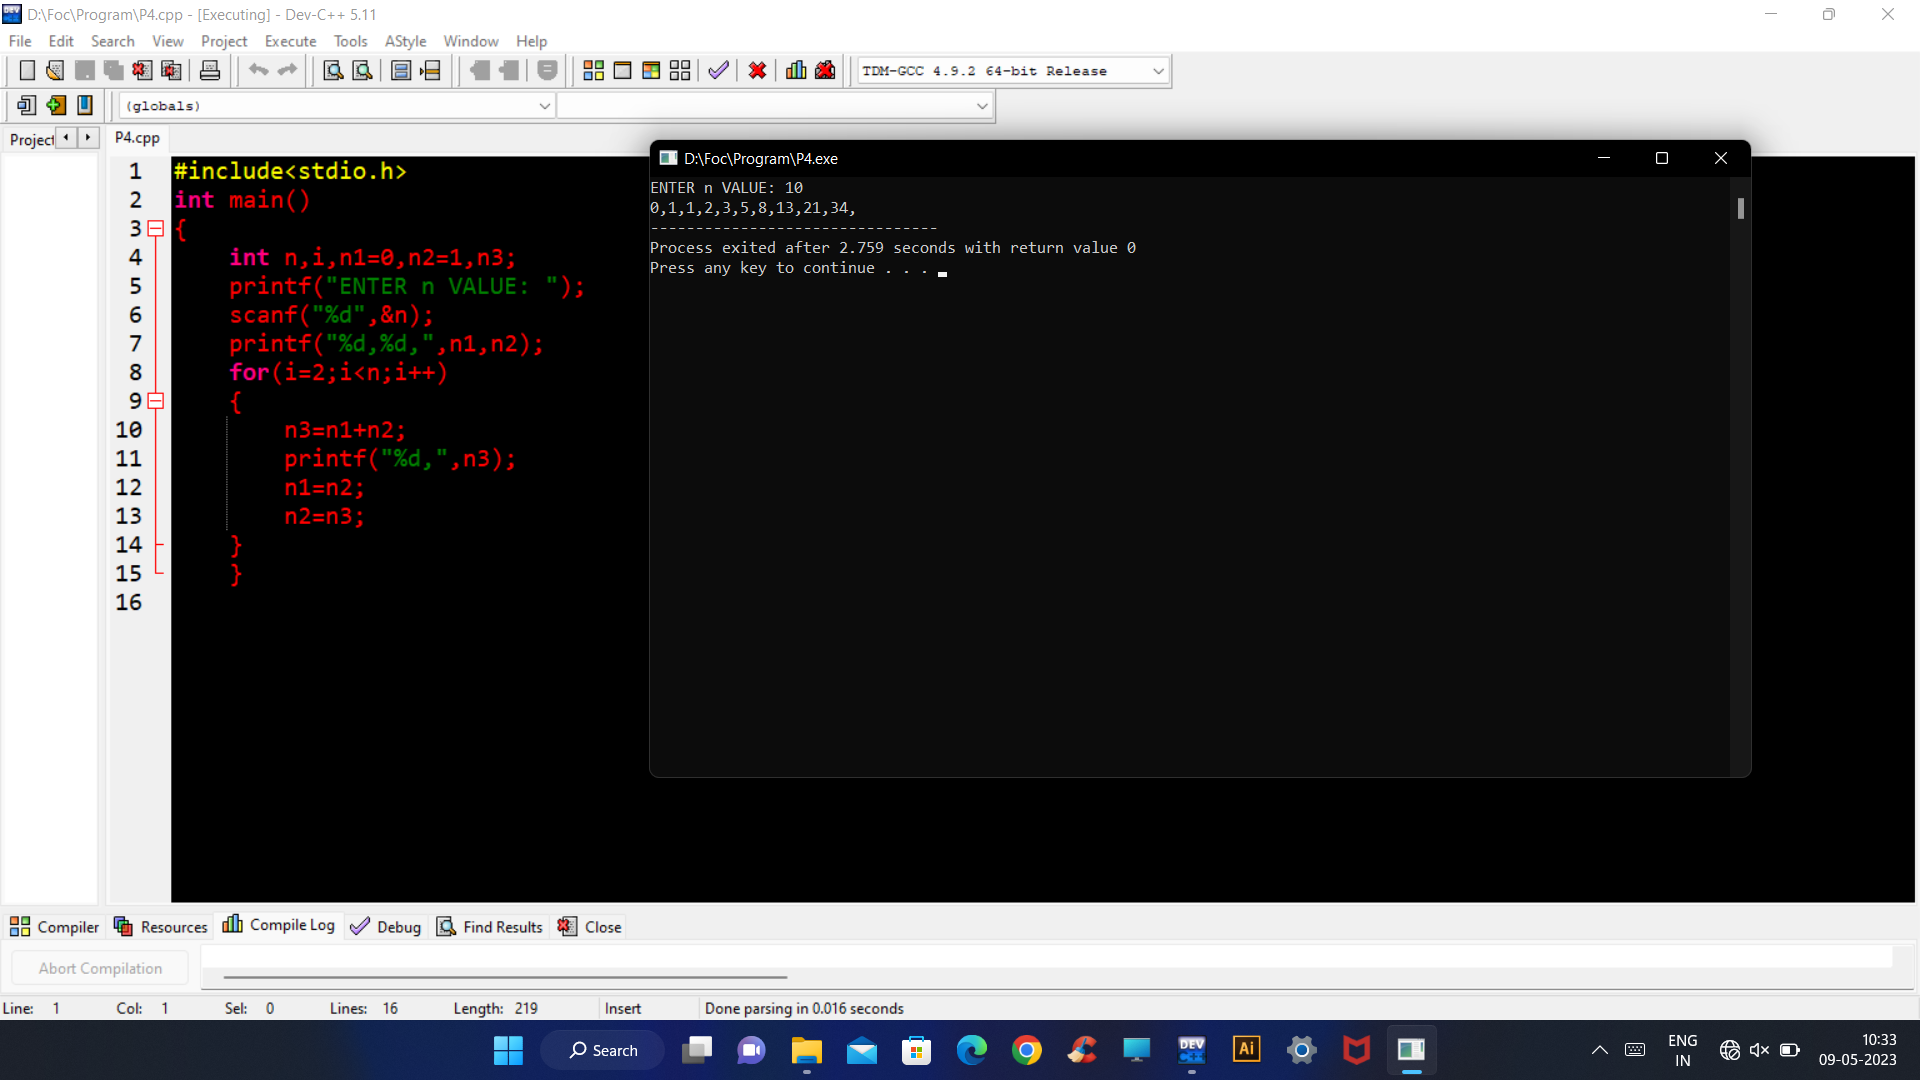 D:\Foc\Program\P4.cpp - [Executing] - Dev-C++ 5.11
File Edit Search View Project Execute Tools AStyle Window Help
TDM-GCC 4.9.2 64-bit Release
(globals)
Project P4.cpp
1 #include<stdio.h>
2 int main()
3 {
4 int n,i,n1=0,n2=1,n3;
5 printf("ENTER n VALUE: ");
6 scanf("%d",&n);
7 printf("%d,%d,",n1,n2);
8 for(i=2;i<n;i++)
9 {
10 n3=n1+n2;
11 printf("%d,",n3);
12 n1=n2;
13 n2=n3;
14 }
15 }
16
D:\Foc\Program\P4.exe
ENTER n VALUE: 10
0,1,1,2,3,5,8,13,21,34,
--------------------------------
Process exited after 2.759 seconds with return value 0
Press any key to continue . . .
Compiler Resources Compile Log Debug Find Results Close
Abort Compilation
Line: 1 Col: 1 Sel: 0 Lines: 16 Length: 219 Insert Done parsing in 0.016 seconds
Search
DEV C++
Ai
ENG
IN
10:33
09-05-2023